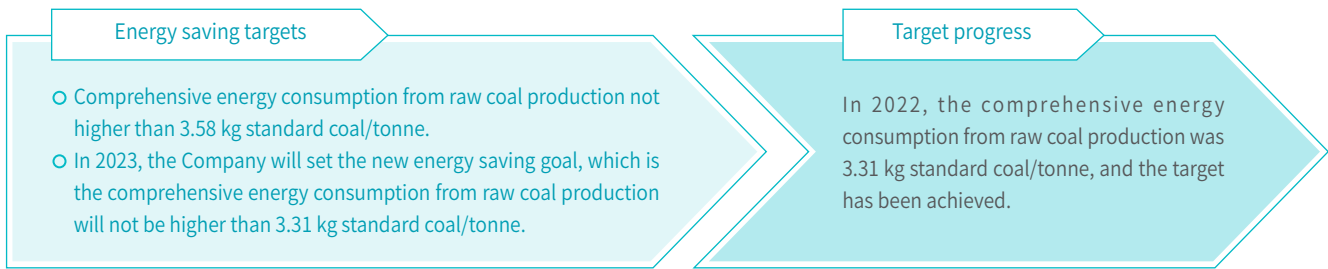 Energy saving targets
Comprehensive energy consumption from raw coal production not
higher than 3.58 kg standard coal/tonne.
In 2023, the Company will set the new energy saving goal, which is
the comprehensive energy consumption from raw coal production
will not be higher than 3.31 kg standard coal/tonne.
Target progress
In 2022, the comprehensive energy
consumption from raw coal production was
3.31 kg standard coal/tonne, and the target
has been achieved.